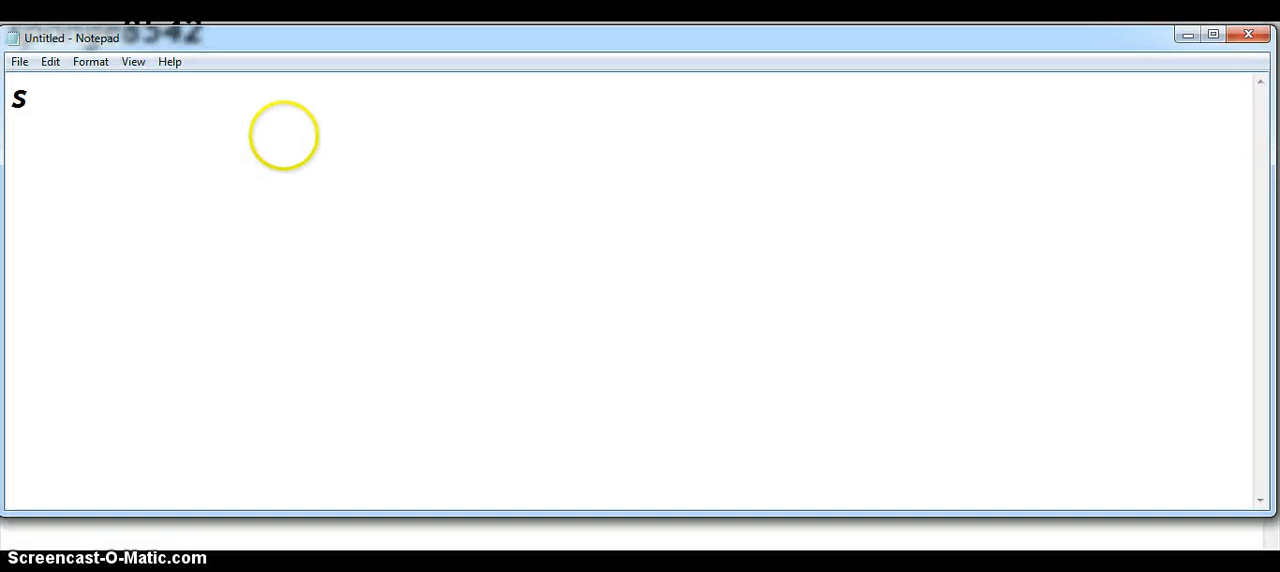 Untitled - Notepad
File Edit Format View Help
S
Screencast-O-Matic.com